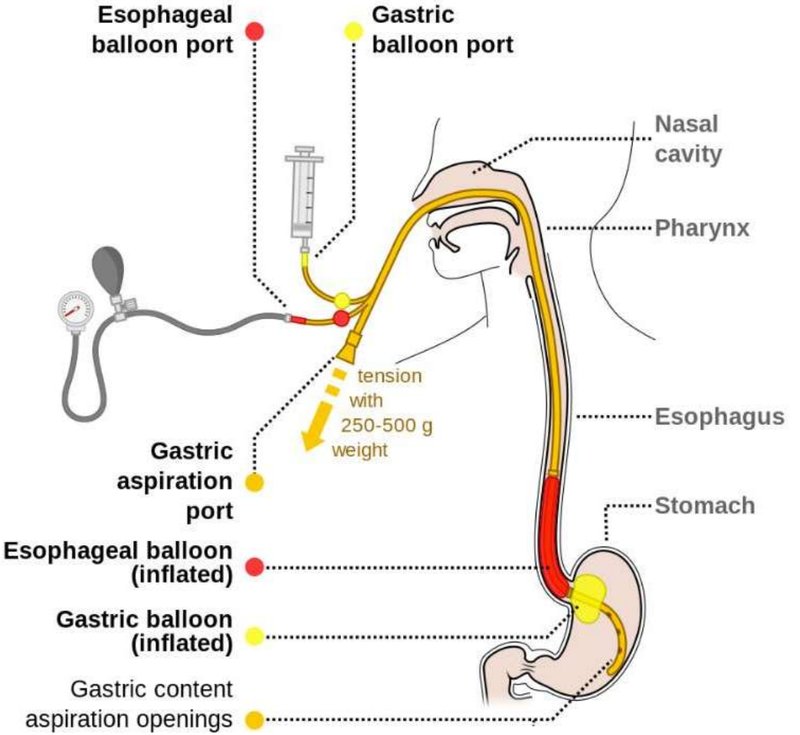 Esophageal
balloon port
Gastric
balloon port
Nasal
cavity
Pharynx
tension
with
250-500 g
weight
Esophagus
Gastric
aspiration
port
Stomach
Esophageal balloon
(inflated)
Gastric balloon
(inflated)
Gastric content
aspiration openings